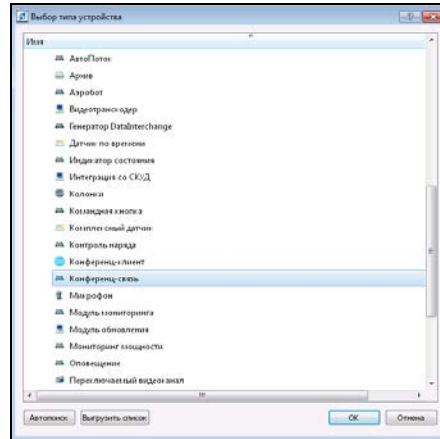 Выбор типа устройства
Имя
АвтоПоток
Архив
Аэробот
Видеотранскодер
Генератор DataInterchange
Датчик по времени
Индикатор состояния
Интеграция со СКУД
Колонки
Командная кнопка
Комплексный датчик
Контроль наряда
Конференц-клиент
Конференц-связь
Микрофон
Модуль мониторинга
Модуль обновления
Мониторинг мощности
Оповещение
Переключаемый видеоканал
Автопоиск
Выгрузить список
OK
Отмена